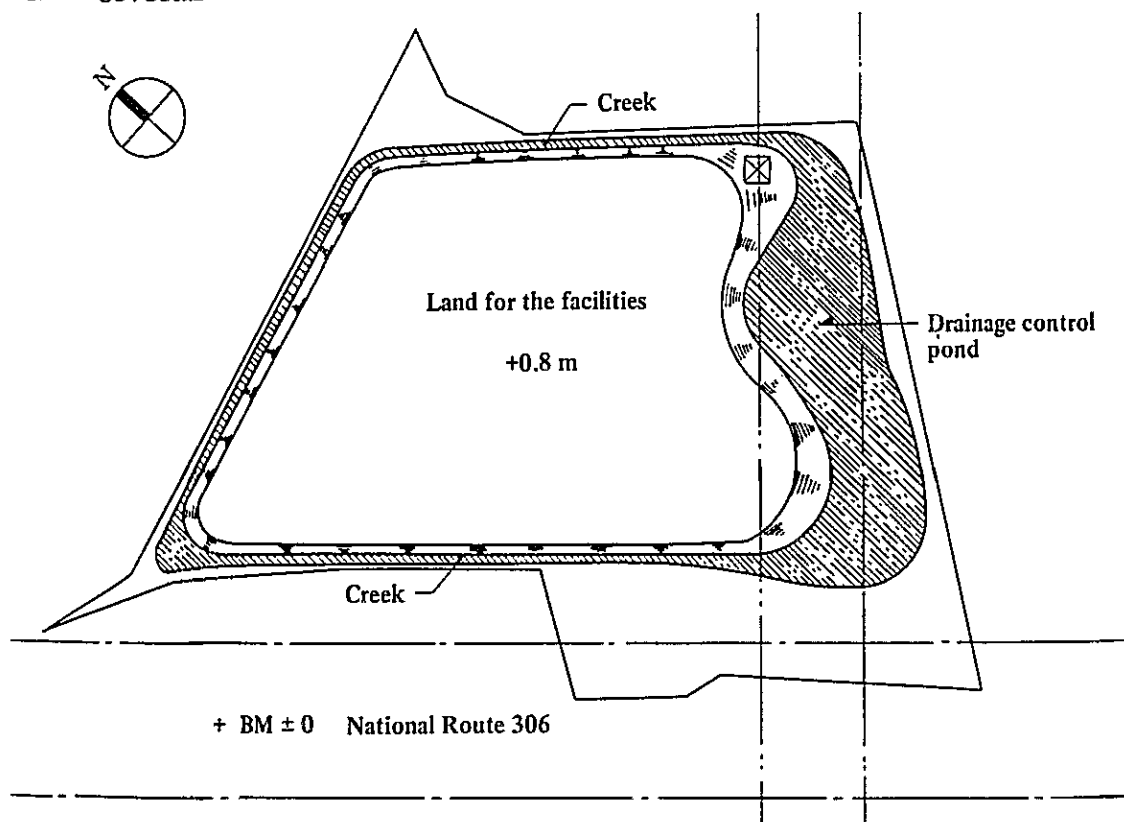 N
Creek
Land for the facilities
+0.8 m
Drainage control
pond
Creek
+ BM ± 0 National Route 306